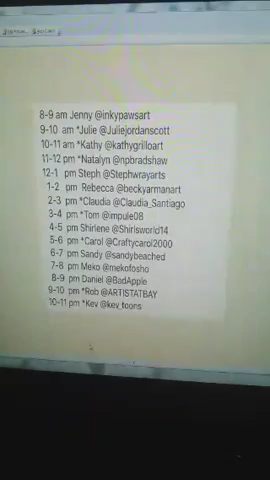 8-9 am Jenny @inkypawsart
9-10 am *Julie @Juliejordanscott
10-11 am *Kathy @kathygrilloart
11-12 pm *Natalyn @npbradshaw
12-1 pm Steph @Stephwrayarts
1-2 pm Rebecca @beckyarmanart
2-3 pm *Claudia @Claudia_Santiago
3-4 pm *Tom @impule08
4-5 pm Shirlene @Shirlsworld14
5-6 pm *Carol @Craftycarol2000
6-7 pm Sandy @sandybeached
7-8 pm Meko @mekofosho
8-9 pm Daniel @BadApple
9-10 pm *Rob @ARTISTATBAY
10-11 pm *Kev @kev_toons